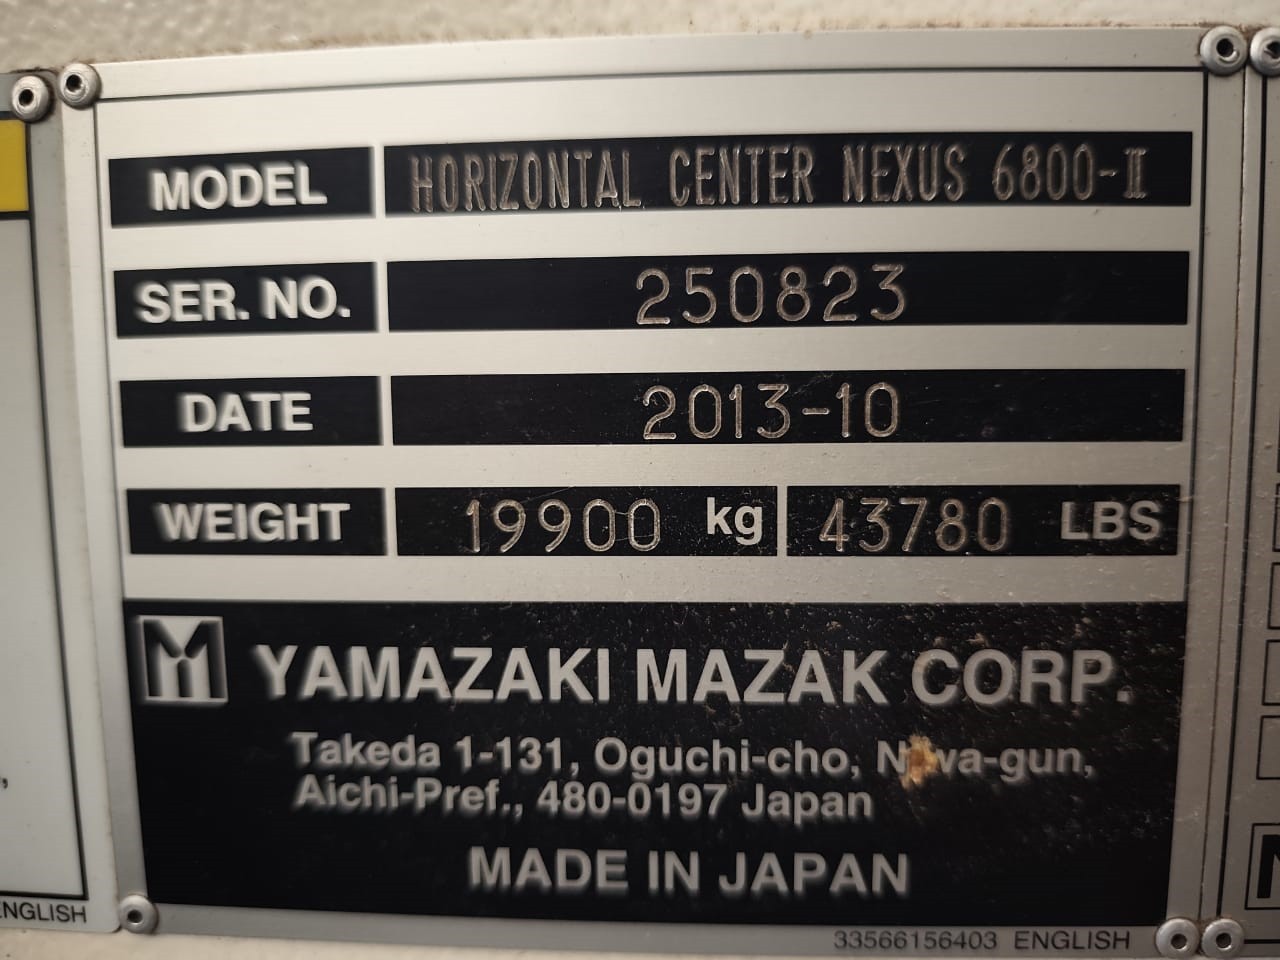 MODEL HORIZONTAL CENTER NEXUS 6800-II
SER. NO. 250823
DATE 2013-10
WEIGHT 19900 kg 43780 LBS
YAMAZAKI MAZAK CORP.
Takeda 1-131, Oguchi-cho, -gun,
Aichi-Pref., 480-0197 Japan
MADE IN JAPAN
33566156403 ENGLISH
ENGLISH